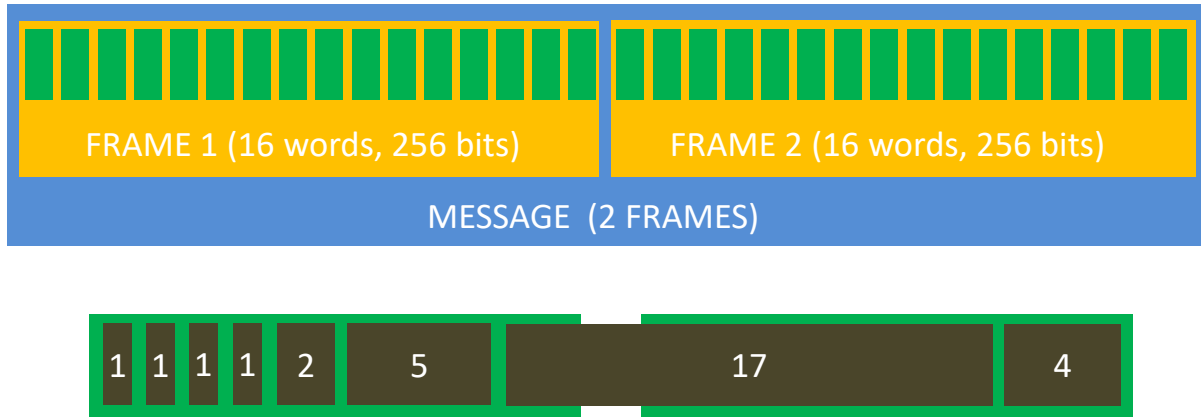 FRAME 1 (16 words, 256 bits) FRAME 2 (16 words, 256 bits)
MESSAGE (2 FRAMES)
1 1 1 1 2 5 17 4